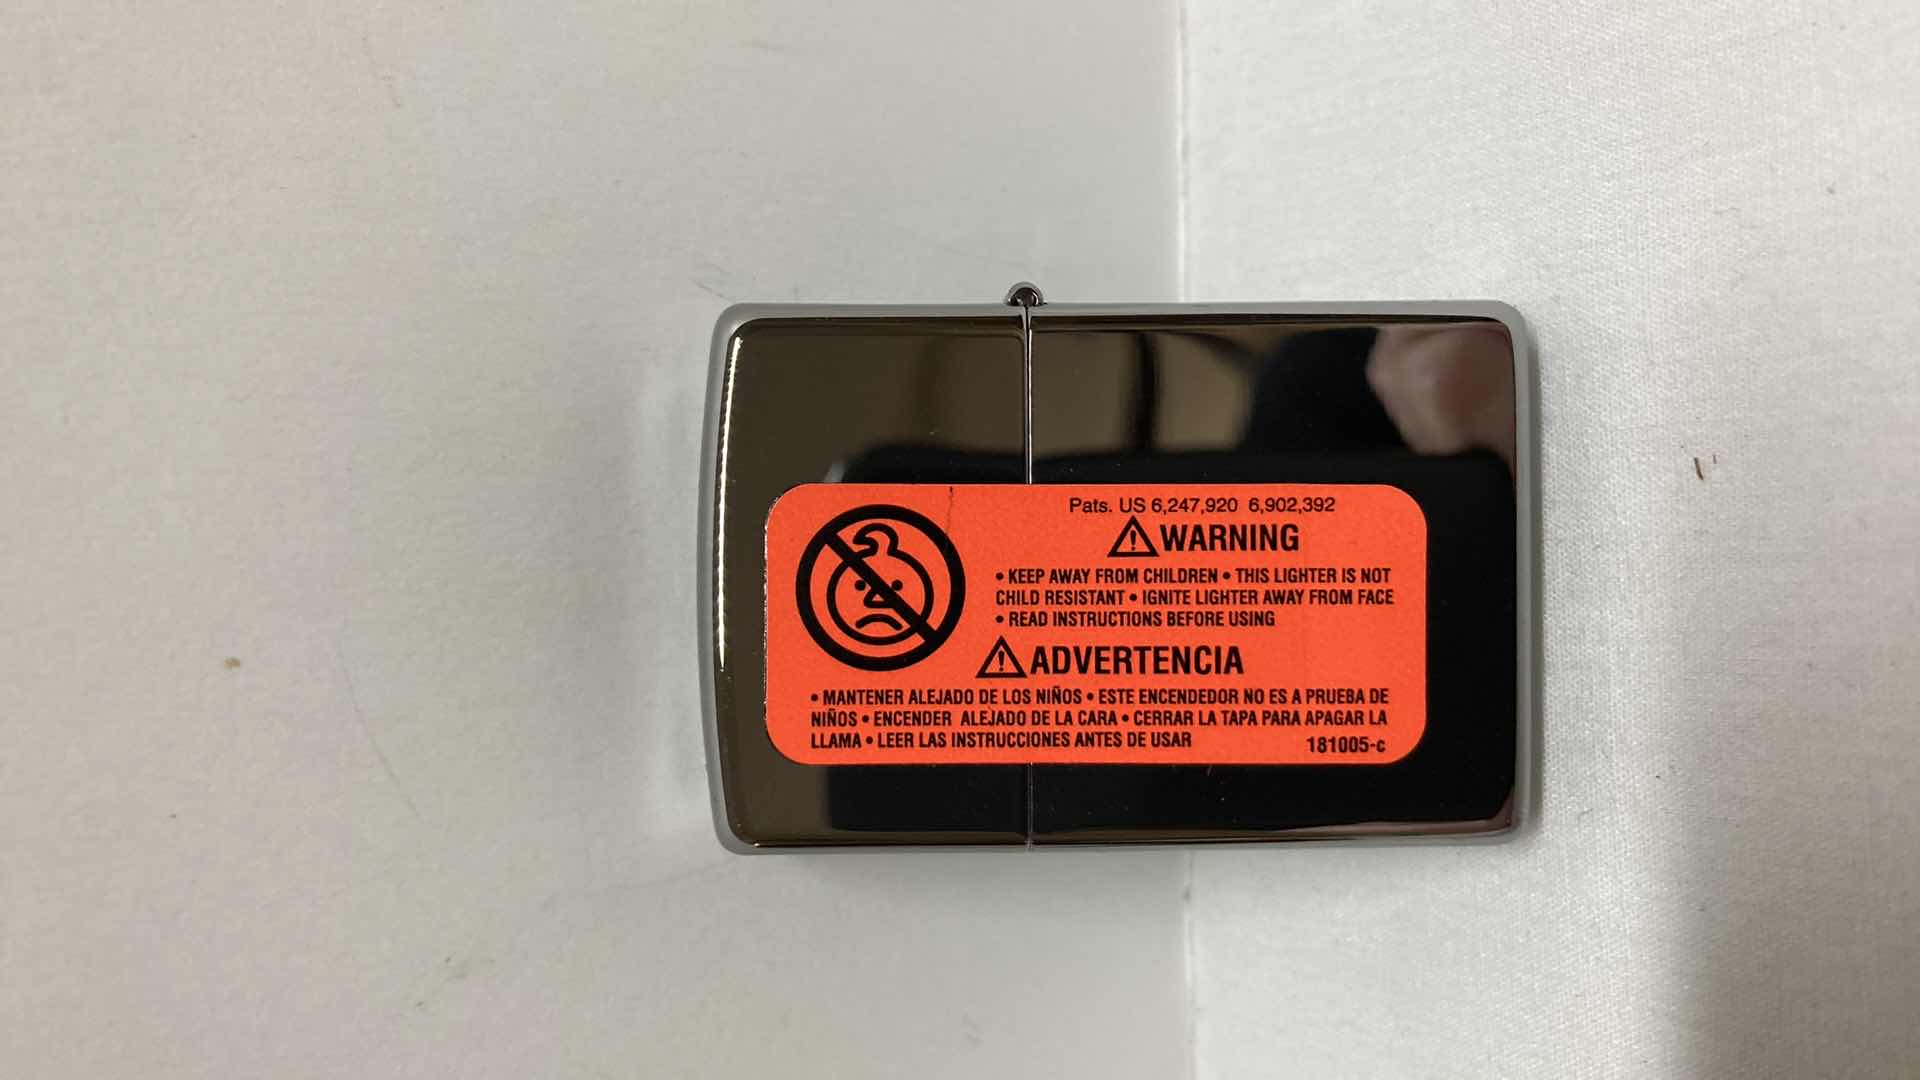 Pats. US 6,247,920 6,902,392
⚠WARNING
• KEEP AWAY FROM CHILDREN • THIS LIGHTER IS NOT
CHILD RESISTANT • IGNITE LIGHTER AWAY FROM FACE
• READ INSTRUCTIONS BEFORE USING
⚠ADVERTENCIA
• MANTENER ALEJADO DE LOS NIÑOS • ESTE ENCENDEDOR NO ES A PRUEBA DE
NIÑOS • ENCENDER ALEJADO DE LA CARA • CERRAR LA TAPA PARA APAGAR LA
LLAMA • LEER LAS INSTRUCCIONES ANTES DE USAR
181005-c